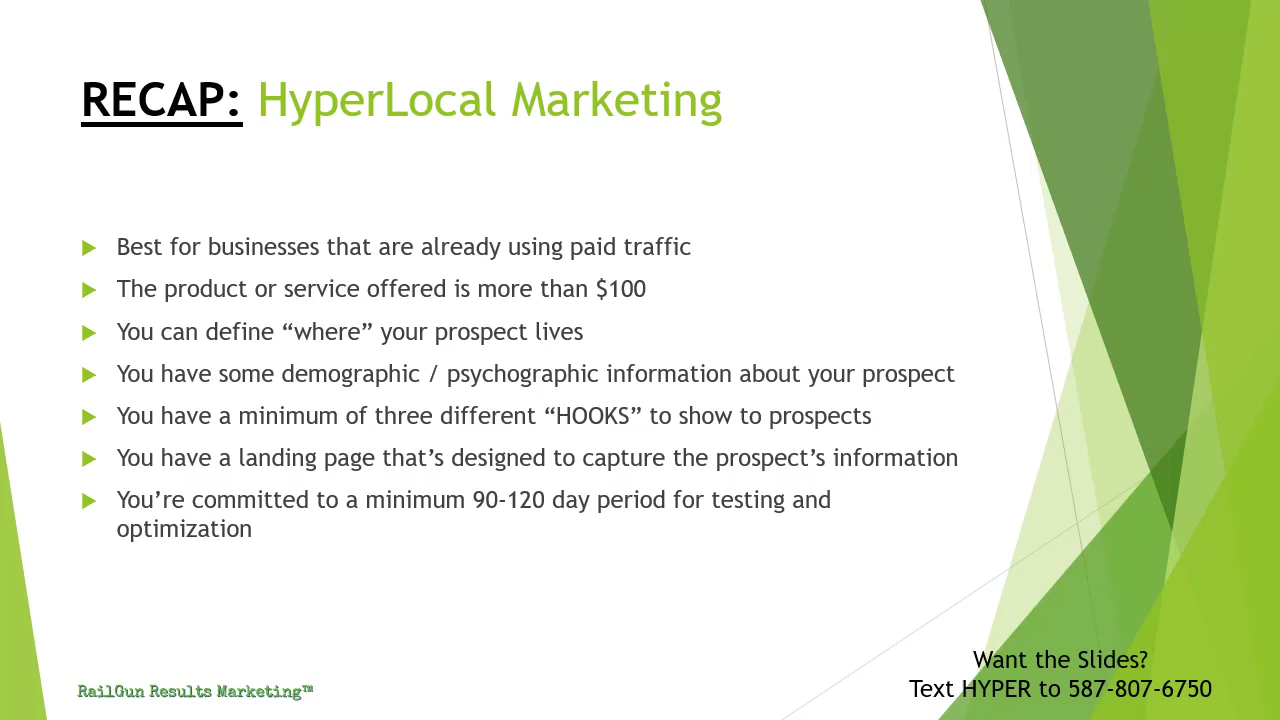 RECAP: HyperLocal Marketing
Best for businesses that are already using paid traffic
The product or service offered is more than $100
You can define “where” your prospect lives
You have some demographic / psychographic information about your prospect
You have a minimum of three different “HOOKS” to show to prospects
You have a landing page that’s designed to capture the prospect’s information
You’re committed to a minimum 90-120 day period for testing and
optimization
Want the Slides?
Text HYPER to 587-807-6750
RailGun Results Marketing™